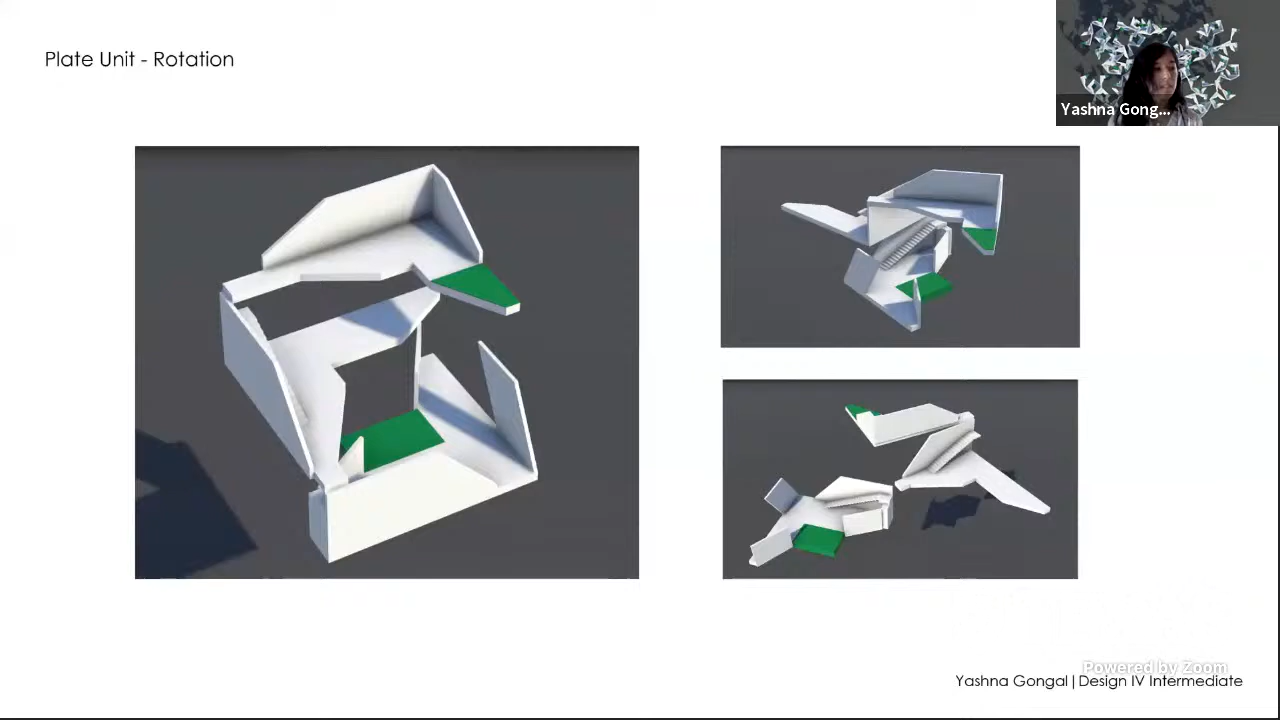 Plate Unit - Rotation
Yashna Gong...
Powered by Zoom
Yashna Gongal|Design IV Intermediate